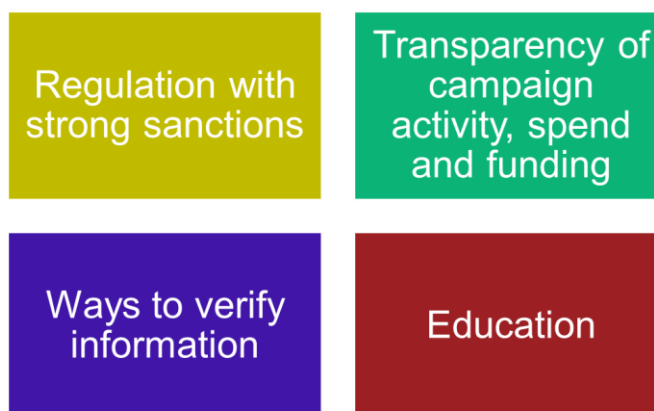 Regulation with
strong sanctions
Transparency of
campaign
activity, spend
and funding
Ways to verify
information
Education